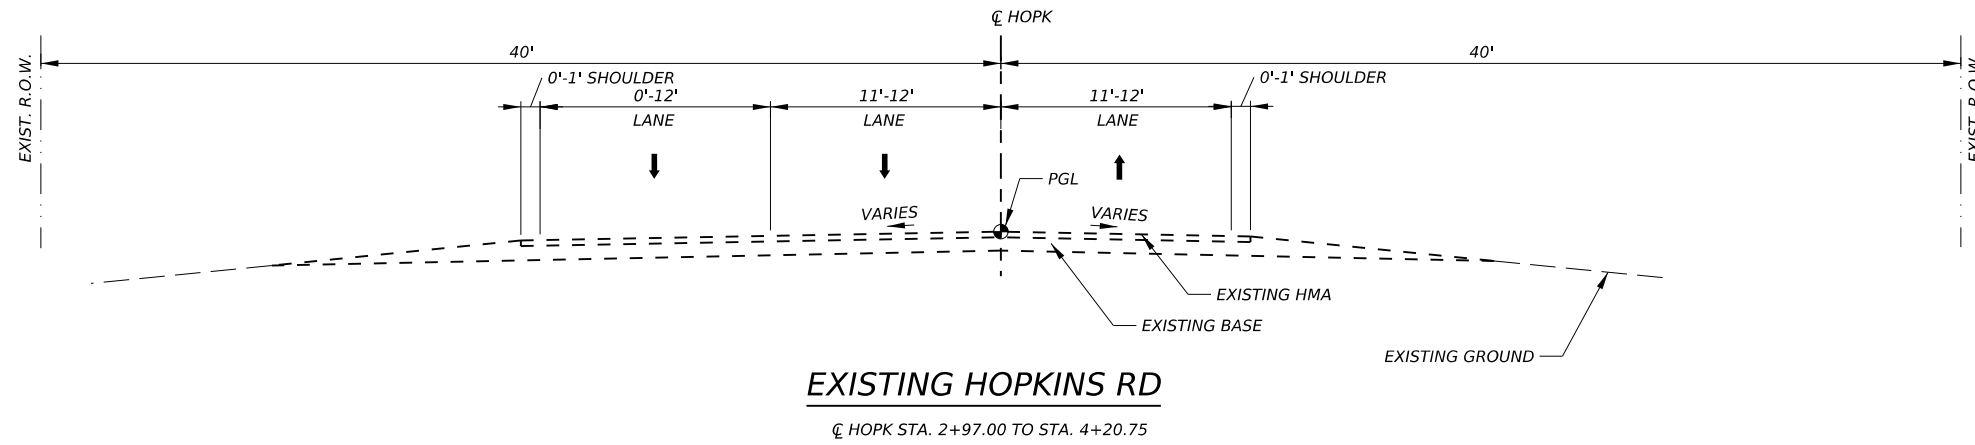 ℄ HOPK
40'
40'
EXIST. R.O.W.
EXIST. R.O.W.
0'-1' SHOULDER
0'-1' SHOULDER
0'-12'
11'-12'
11'-12'
LANE
LANE
LANE
PGL
VARIES
VARIES
EXISTING HMA
EXISTING BASE
EXISTING GROUND
EXISTING HOPKINS RD
℄ HOPK STA. 2+97.00 TO STA. 4+20.75